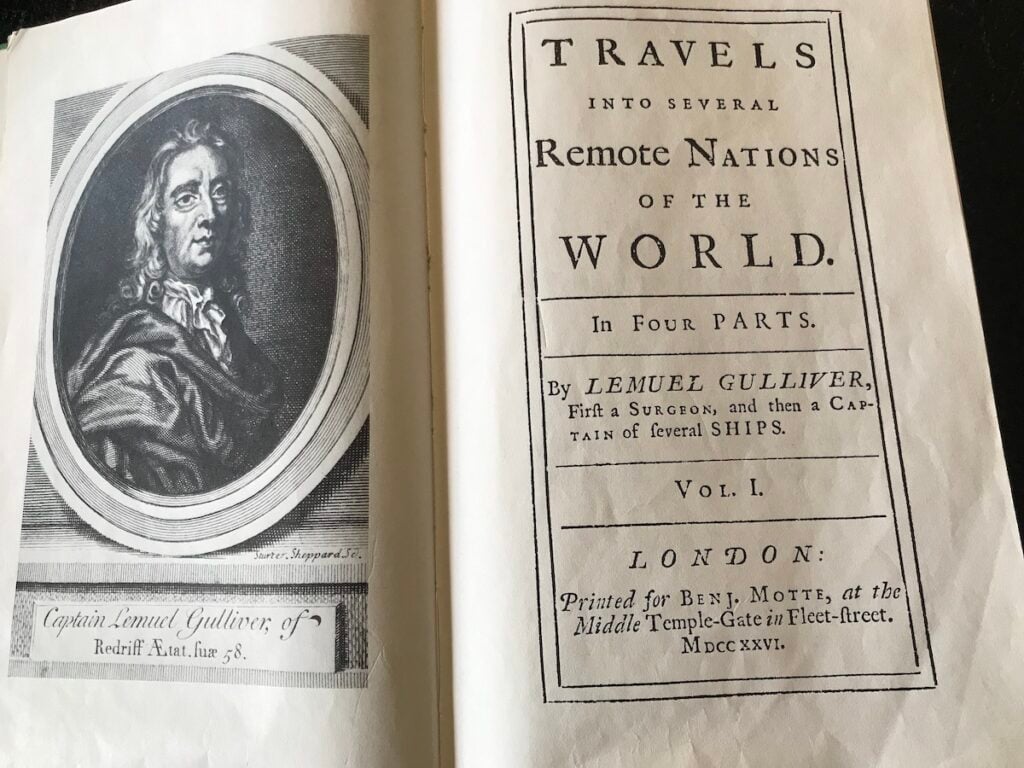 Sturter. Sheppard. Sc.
Captain Lemuel Gulliver, of
Redriff Ætat. ſuæ 58.
TRAVELS
INTO SEVERAL
Remote NATIONS
OF THE
WORLD.
In FOUR PARTS.
By LEMUEL GULLIVER,
Firſt a SURGEON, and then a CAP-
TAIN of ſeveral SHIPS.
VOL. I.
LONDON:
Printed for BENJ. MOTTE, at the
Middle Temple-Gate in Fleet-ſtreet.
MDCCXXVI.